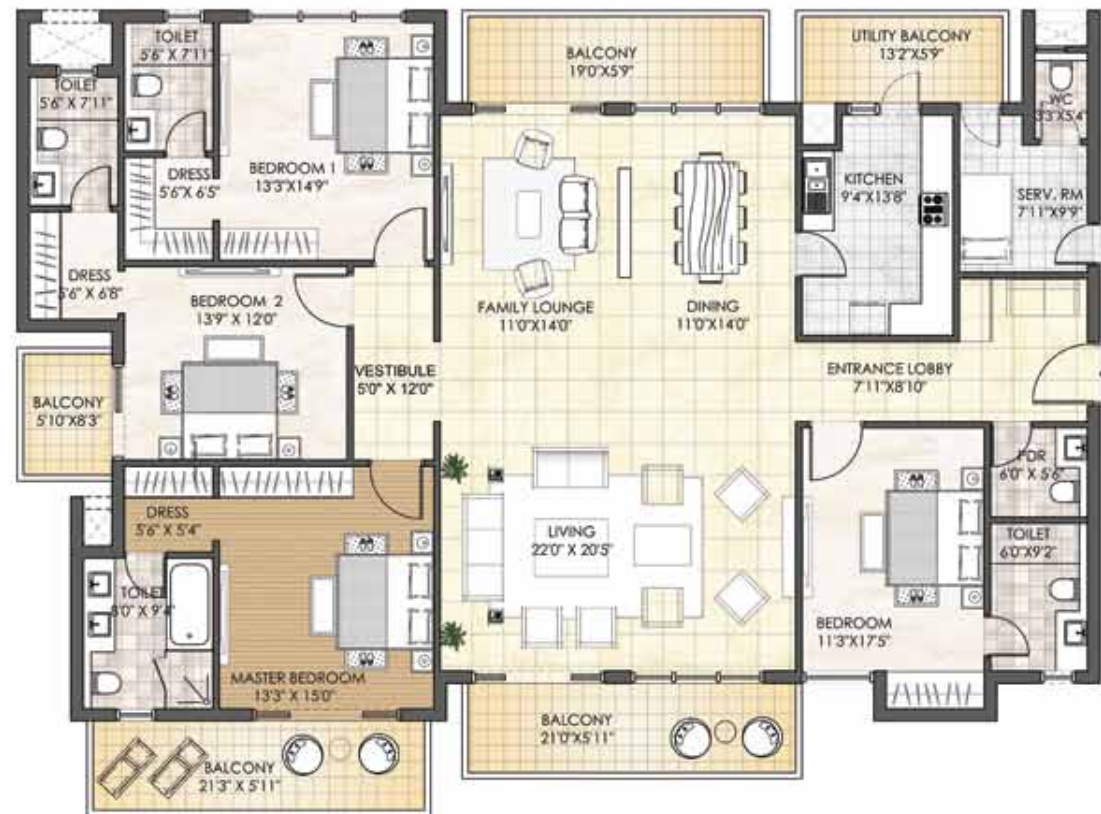 TOILET
5'6" X 7'11"
TOILET
5'6" X 7'11"
BEDROOM 1
13'3"X14'9"
DRESS
5'6"X 6'5"
BALCONY
19'0"X5'9"
UTILITY BALCONY
13'2"X5'9"
WC
3'3"X5'4"
KITCHEN
9'4"X13'8"
SERV. RM
7'11"X9'9"
DRESS
5'6" X 6'8"
BEDROOM 2
13'9" X 12'0"
FAMILY LOUNGE
11'0"X14'0"
DINING
11'0"X14'0"
VESTIBULE
5'0" X 12'0"
ENTRANCE LOBBY
7'11"X8'10"
BALCONY
5'10"X8'3"
PDR
6'0" X 5'6"
DRESS
5'6" X 5'4"
LIVING
22'0" X 20'5"
TOILET
6'0"X9'2"
TOILET
8'0" X 9'4"
BEDROOM
11'3"X17'5"
MASTER BEDROOM
13'3" X 15'0"
BALCONY
21'0"X5'11"
BALCONY
21'3" X 5'11"